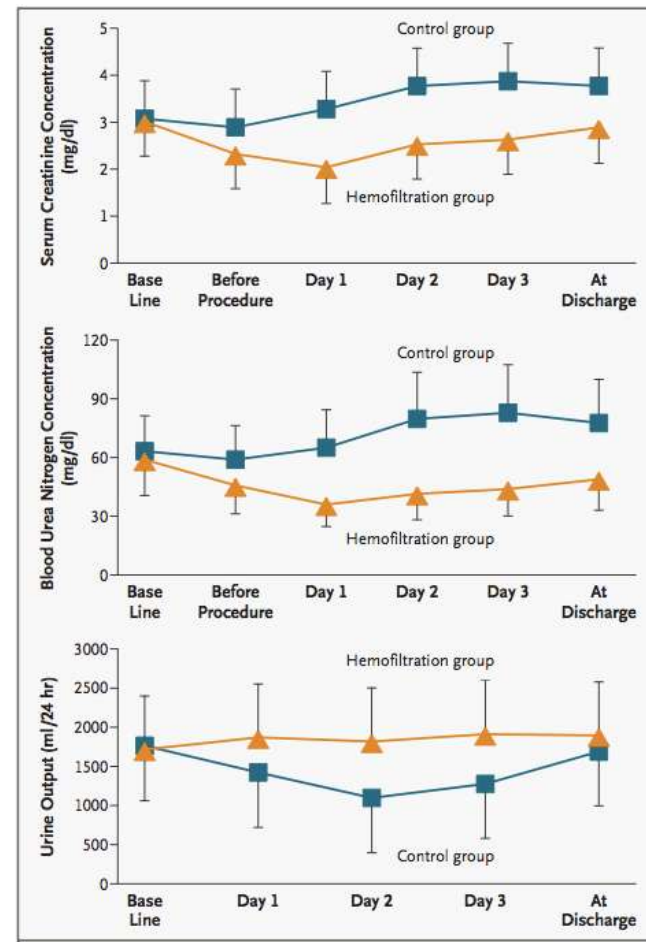 Serum Creatinine Concentration
(mg/dl)
5
4
3
2
1
0
Control group
Hemofiltration group
Base
Line
Before
Procedure
Day 1
Day 2
Day 3
At
Discharge
Blood Urea Nitrogen Concentration
(mg/dl)
120
90
60
30
0
Control group
Hemofiltration group
Base
Line
Before
Procedure
Day 1
Day 2
Day 3
At
Discharge
Urine Output (ml/24 hr)
3000
2500
2000
1500
1000
500
0
Hemofiltration group
Control group
Base
Line
Day 1
Day 2
Day 3
At
Discharge